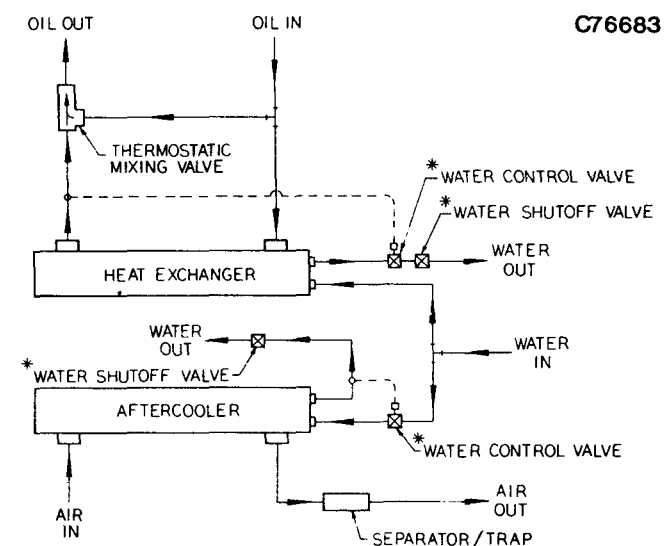 OIL OUT
OIL IN
C76683
THERMOSTATIC
MIXING VALVE
* WATER CONTROL VALVE
* WATER SHUTOFF VALVE
HEAT EXCHANGER
WATER
OUT
WATER
OUT
WATER
IN
* WATER SHUTOFF VALVE
AFTERCOOLER
* WATER CONTROL VALVE
AIR
IN
AIR
OUT
SEPARATOR/TRAP